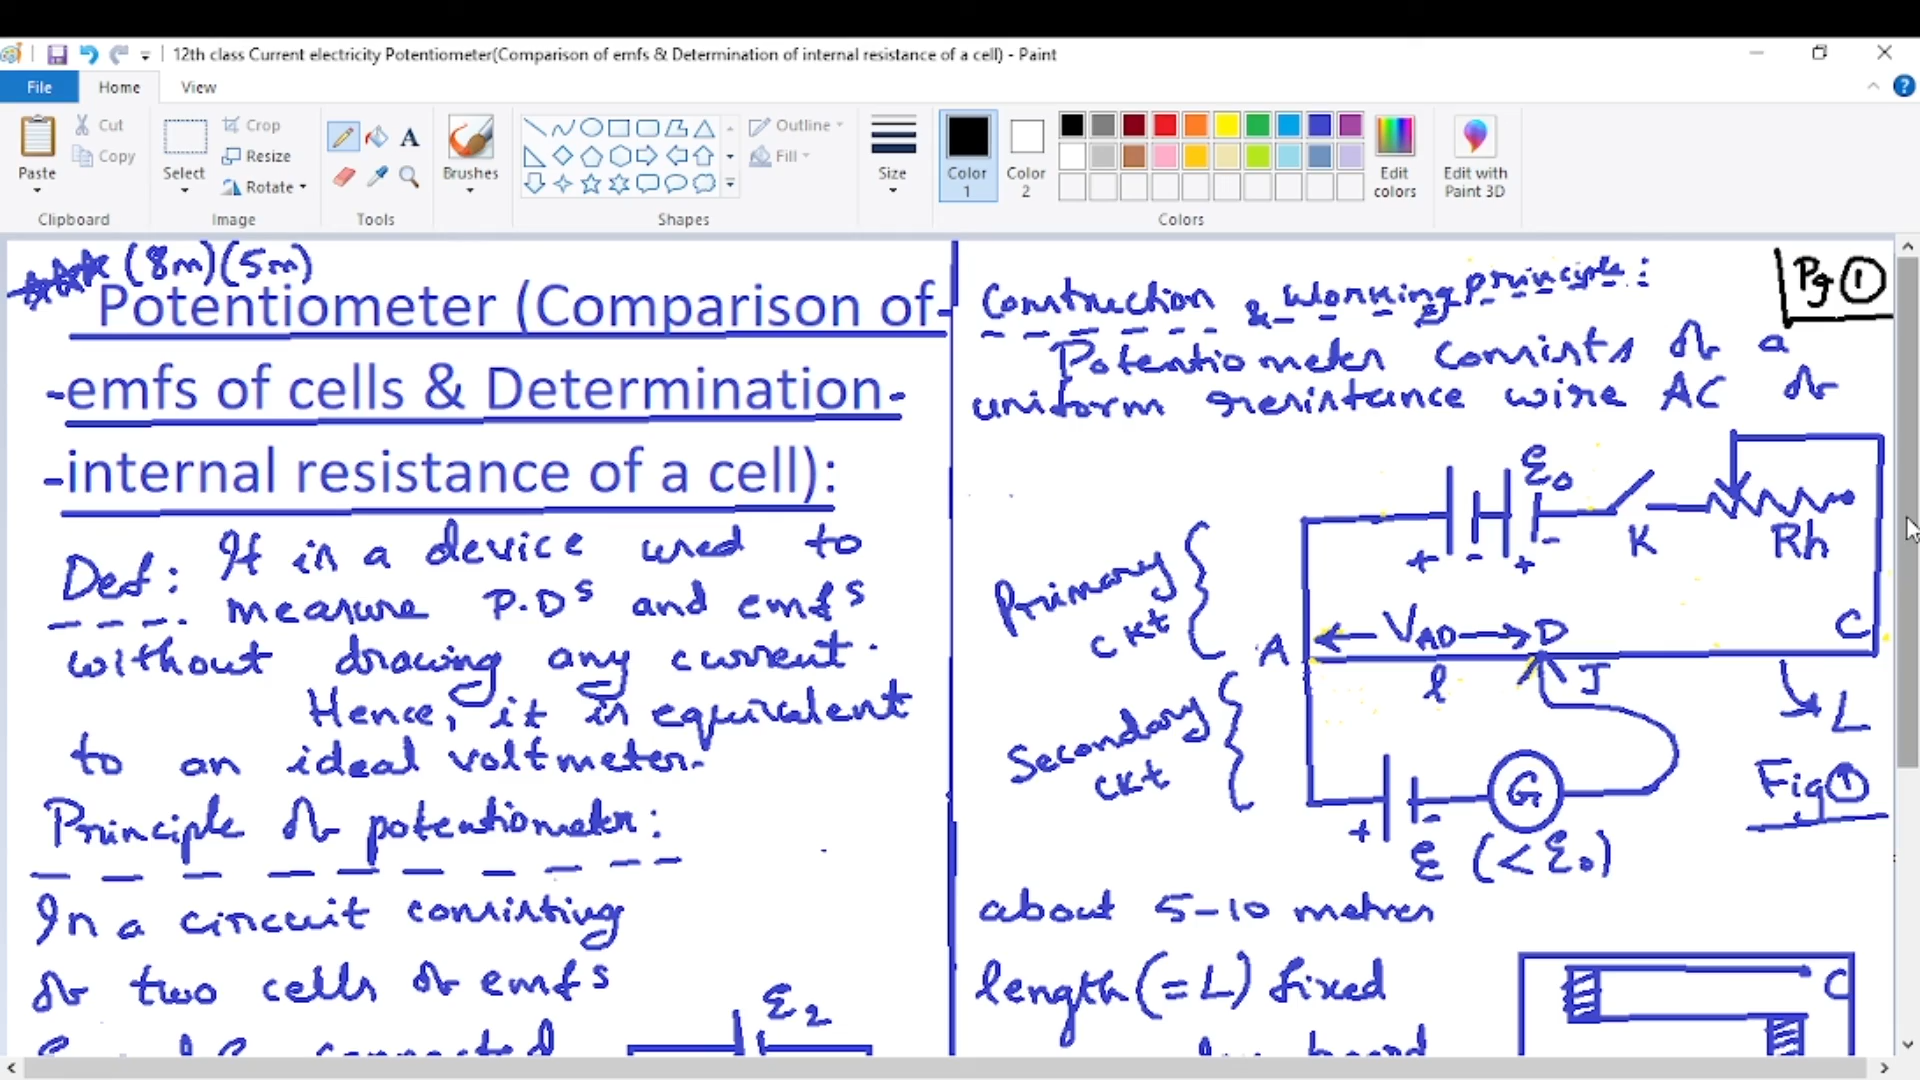 12th class Current electricity Potentiometer(Comparison of emfs & Determination of internal resistance of a cell) - Paint
File Home View
Paste
Cut
Copy
Clipboard
Select
Crop
Resize
Rotate
Image
A
Tools
Brushes
Shapes
Outline
Fill
Size
Color 1
Color 2
Colors
Edit colors
Edit with Paint 3D
(8m)(5m)
Potentiometer (Comparison of
-emfs of cells & Determination-
-internal resistance of a cell):
Def: It is a device used to
measure P.Ds and emfs
without drawing any current.
Hence, it is equivalent
to an ideal voltmeter.
Principle of potentiometer:
In a circuit consisting
of two cells of emfs
connected
ε2
Pg 1
Construction & Working principle:
Potentiometer consists of a
uniform resistance wire AC of
ε0
+ - + -
K
Rh
Primary ckt
A
VAD
D
C
l
J
L
Secondary ckt
+ -
G
ε (<ε0)
Fig 1
about 5-10 metres
length (=L) fixed
board
C